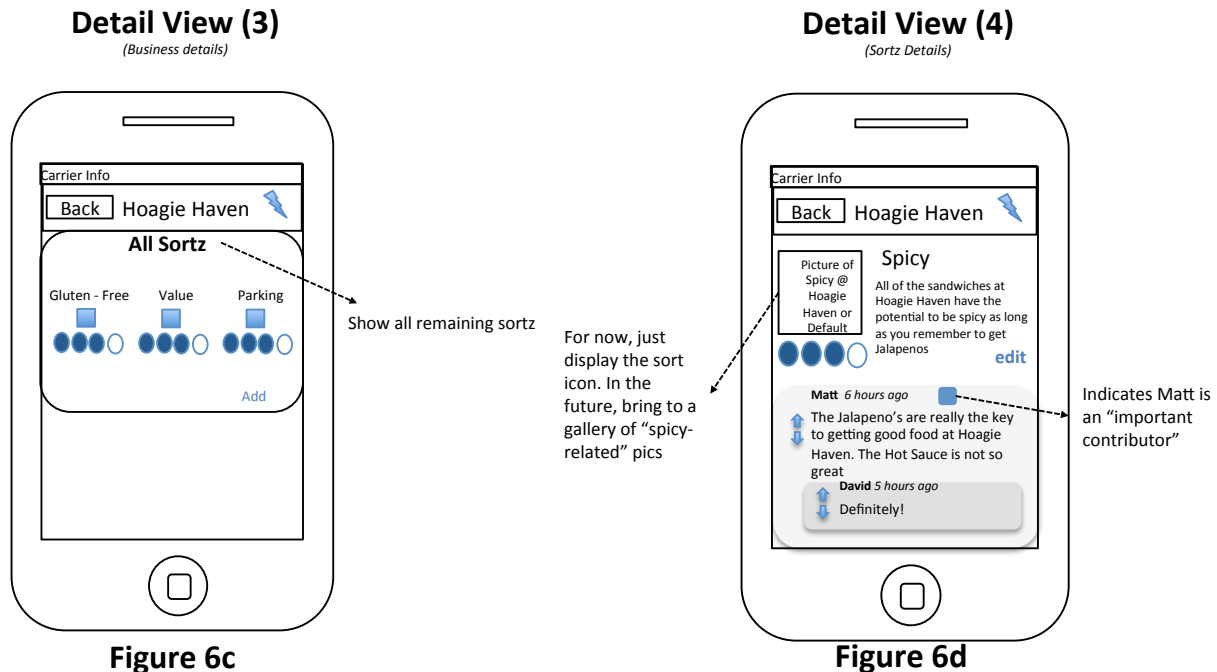 Detail View (3)
(Business details)
Carrier Info
Back Hoagie Haven
All Sortz
Gluten - Free Value Parking
Add
Show all remaining sortz
Figure 6c
Detail View (4)
(Sortz Details)
Carrier Info
Back Hoagie Haven
Picture of
Spicy @
Hoagie
Haven or
Default
Spicy
All of the sandwiches at
Hoagie Haven have the
potential to be spicy as long
as you remember to get
Jalapenos
edit
For now, just
display the sort
icon. In the
future, bring to a
gallery of “spicy-
related” pics
Matt 6 hours ago
The Jalapeno’s are really the key
to getting good food at Hoagie
Haven. The Hot Sauce is not so
great
David 5 hours ago
Definitely!
Indicates Matt is
an “important
contributor”
Figure 6d